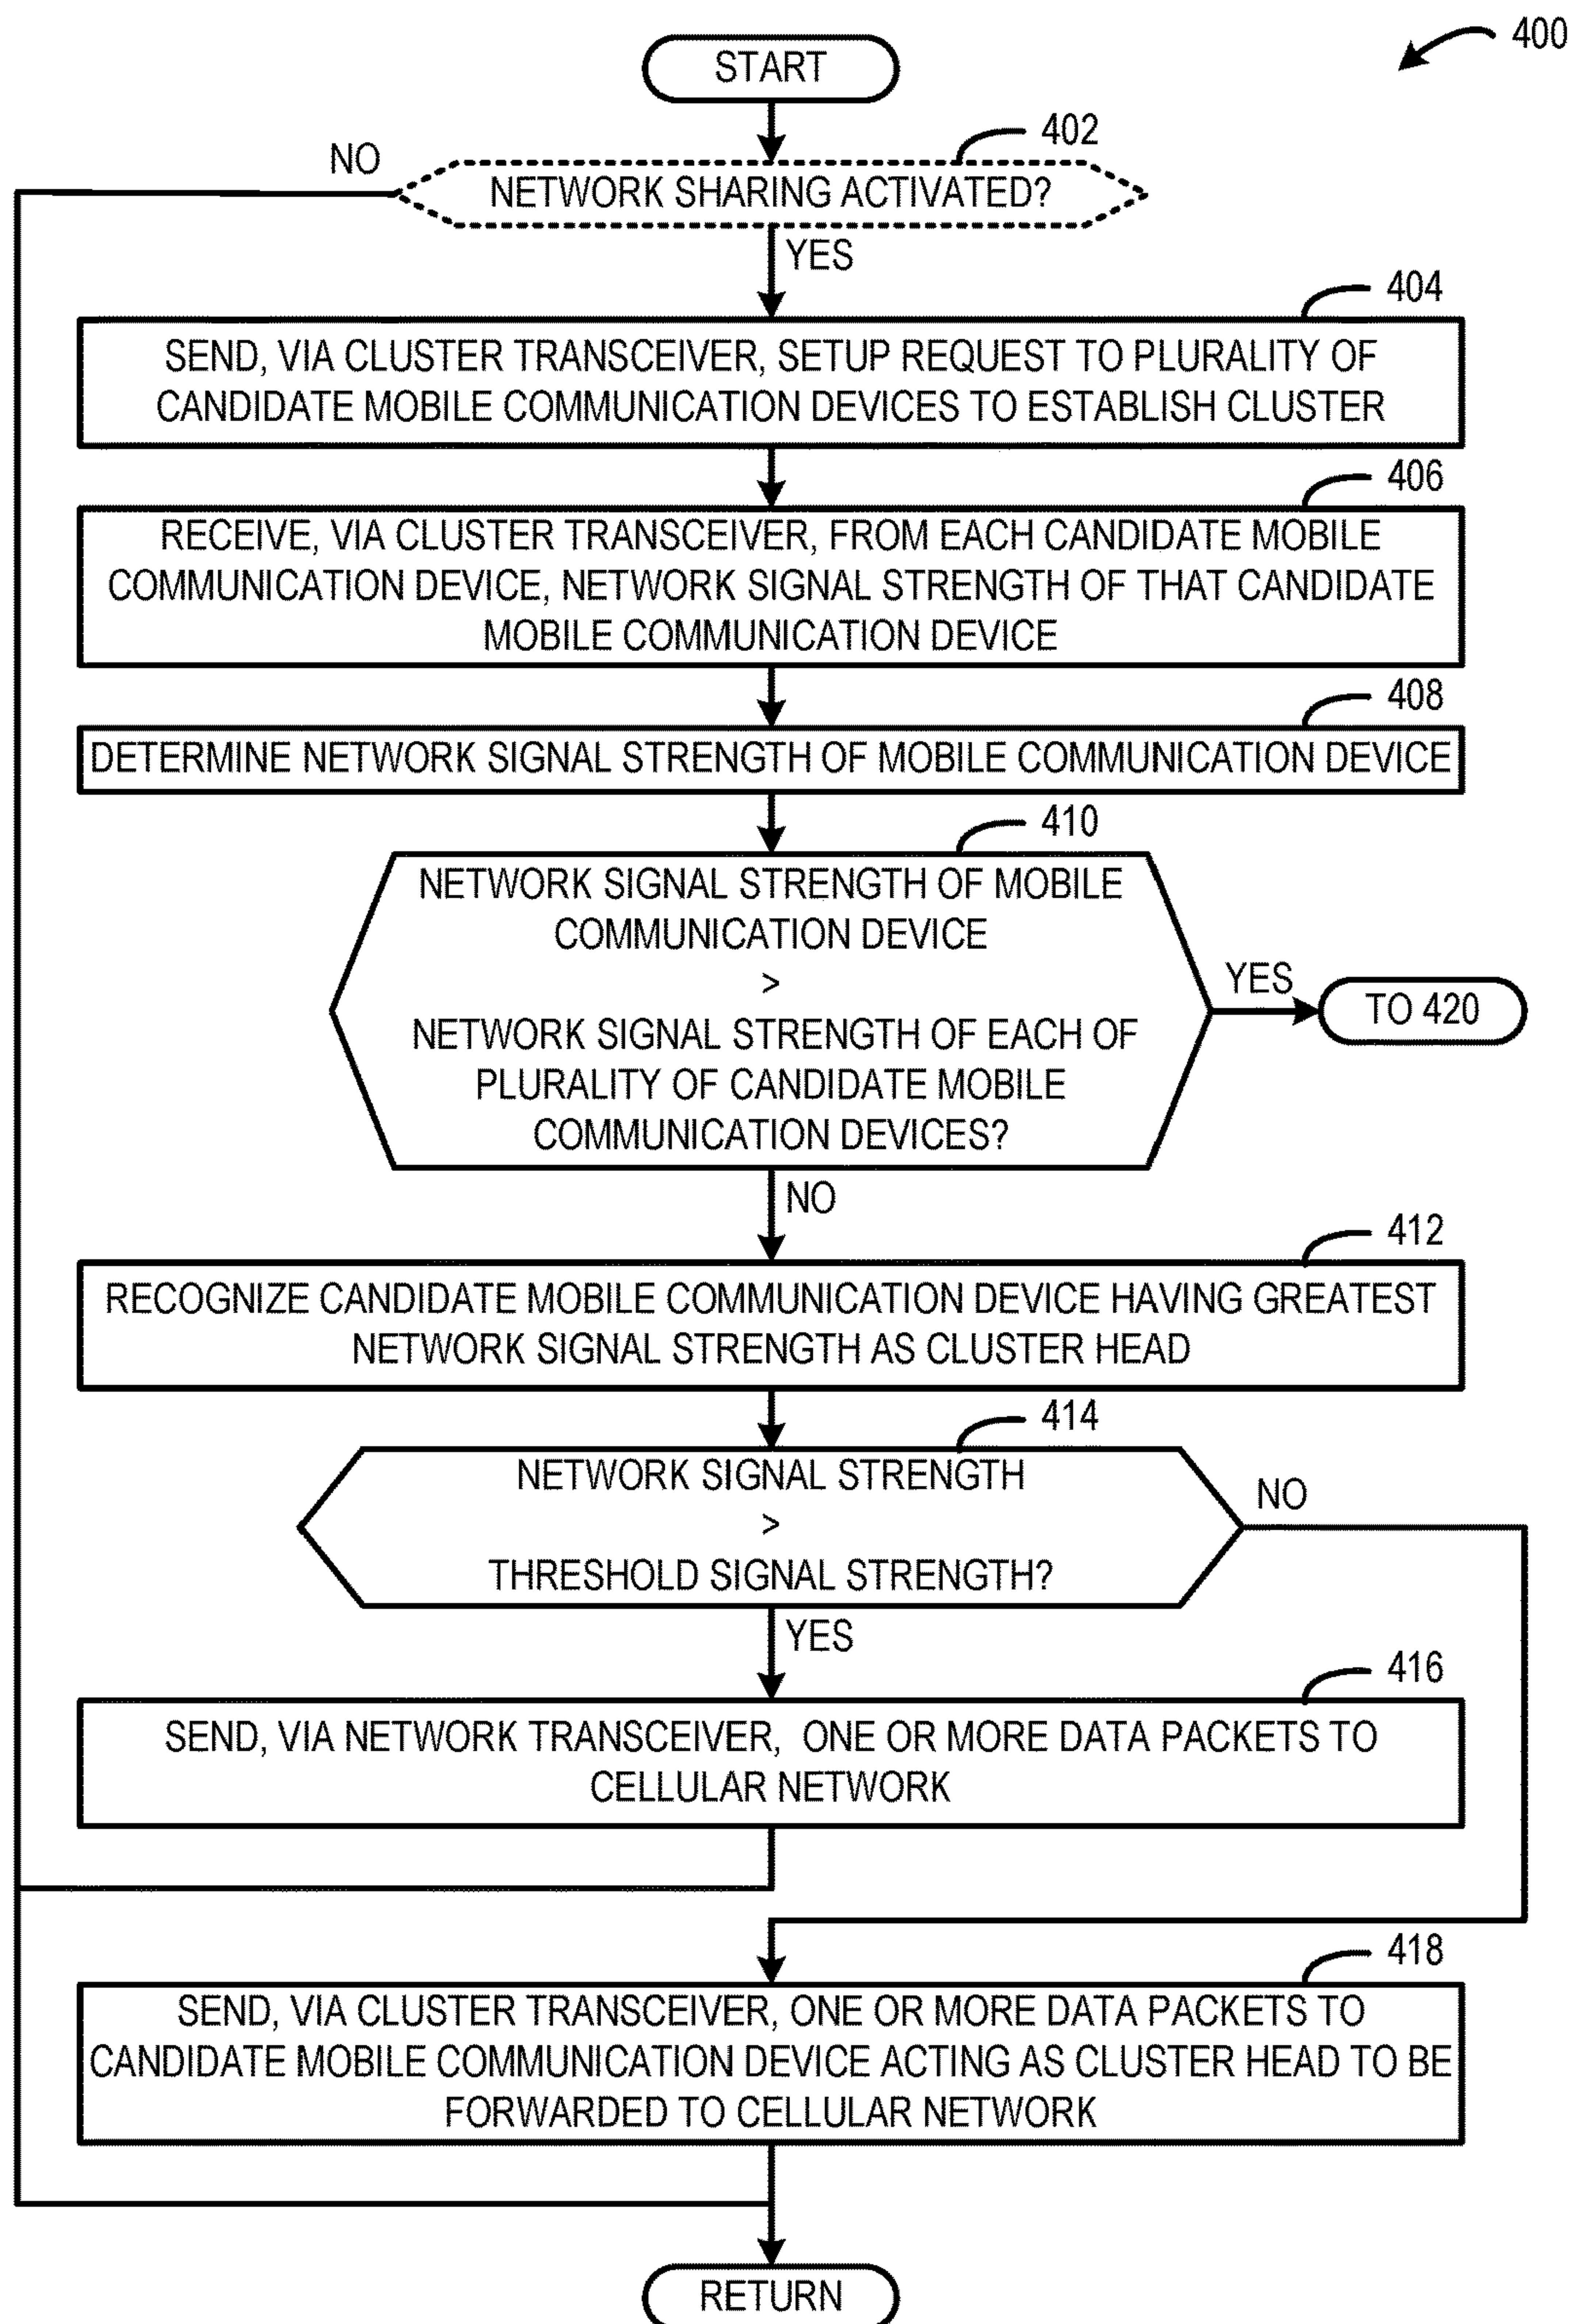 400
START
402
NO
NETWORK SHARING ACTIVATED?
YES
404
SEND, VIA CLUSTER TRANSCEIVER, SETUP REQUEST TO PLURALITY OF
CANDIDATE MOBILE COMMUNICATION DEVICES TO ESTABLISH CLUSTER
406
RECEIVE, VIA CLUSTER TRANSCEIVER, FROM EACH CANDIDATE MOBILE
COMMUNICATION DEVICE, NETWORK SIGNAL STRENGTH OF THAT CANDIDATE
MOBILE COMMUNICATION DEVICE
408
DETERMINE NETWORK SIGNAL STRENGTH OF MOBILE COMMUNICATION DEVICE
410
NETWORK SIGNAL STRENGTH OF MOBILE
COMMUNICATION DEVICE
>
NETWORK SIGNAL STRENGTH OF EACH OF
PLURALITY OF CANDIDATE MOBILE
COMMUNICATION DEVICES?
YES
TO 420
NO
412
RECOGNIZE CANDIDATE MOBILE COMMUNICATION DEVICE HAVING GREATEST
NETWORK SIGNAL STRENGTH AS CLUSTER HEAD
414
NETWORK SIGNAL STRENGTH
>
THRESHOLD SIGNAL STRENGTH?
NO
YES
416
SEND, VIA NETWORK TRANSCEIVER, ONE OR MORE DATA PACKETS TO
CELLULAR NETWORK
418
SEND, VIA CLUSTER TRANSCEIVER, ONE OR MORE DATA PACKETS TO
CANDIDATE MOBILE COMMUNICATION DEVICE ACTING AS CLUSTER HEAD TO BE
FORWARDED TO CELLULAR NETWORK
RETURN